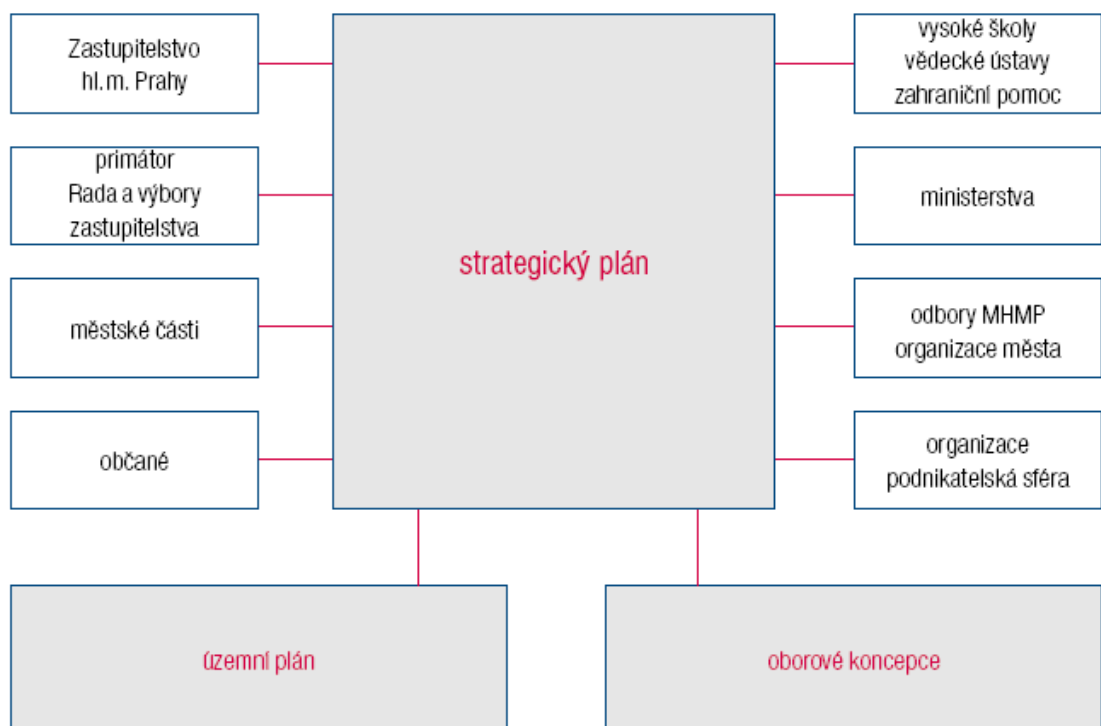 Zastupitelstvo
hl.m. Prahy
primátor
Rada a výbory
zastupitelstva
městské části
občané
strategický plán
vysoké školy
vědecké ústavy
zahraniční pomoc
ministerstva
odbory MHMP
organizace města
organizace
podnikatelská sféra
územní plán
oborové koncepce